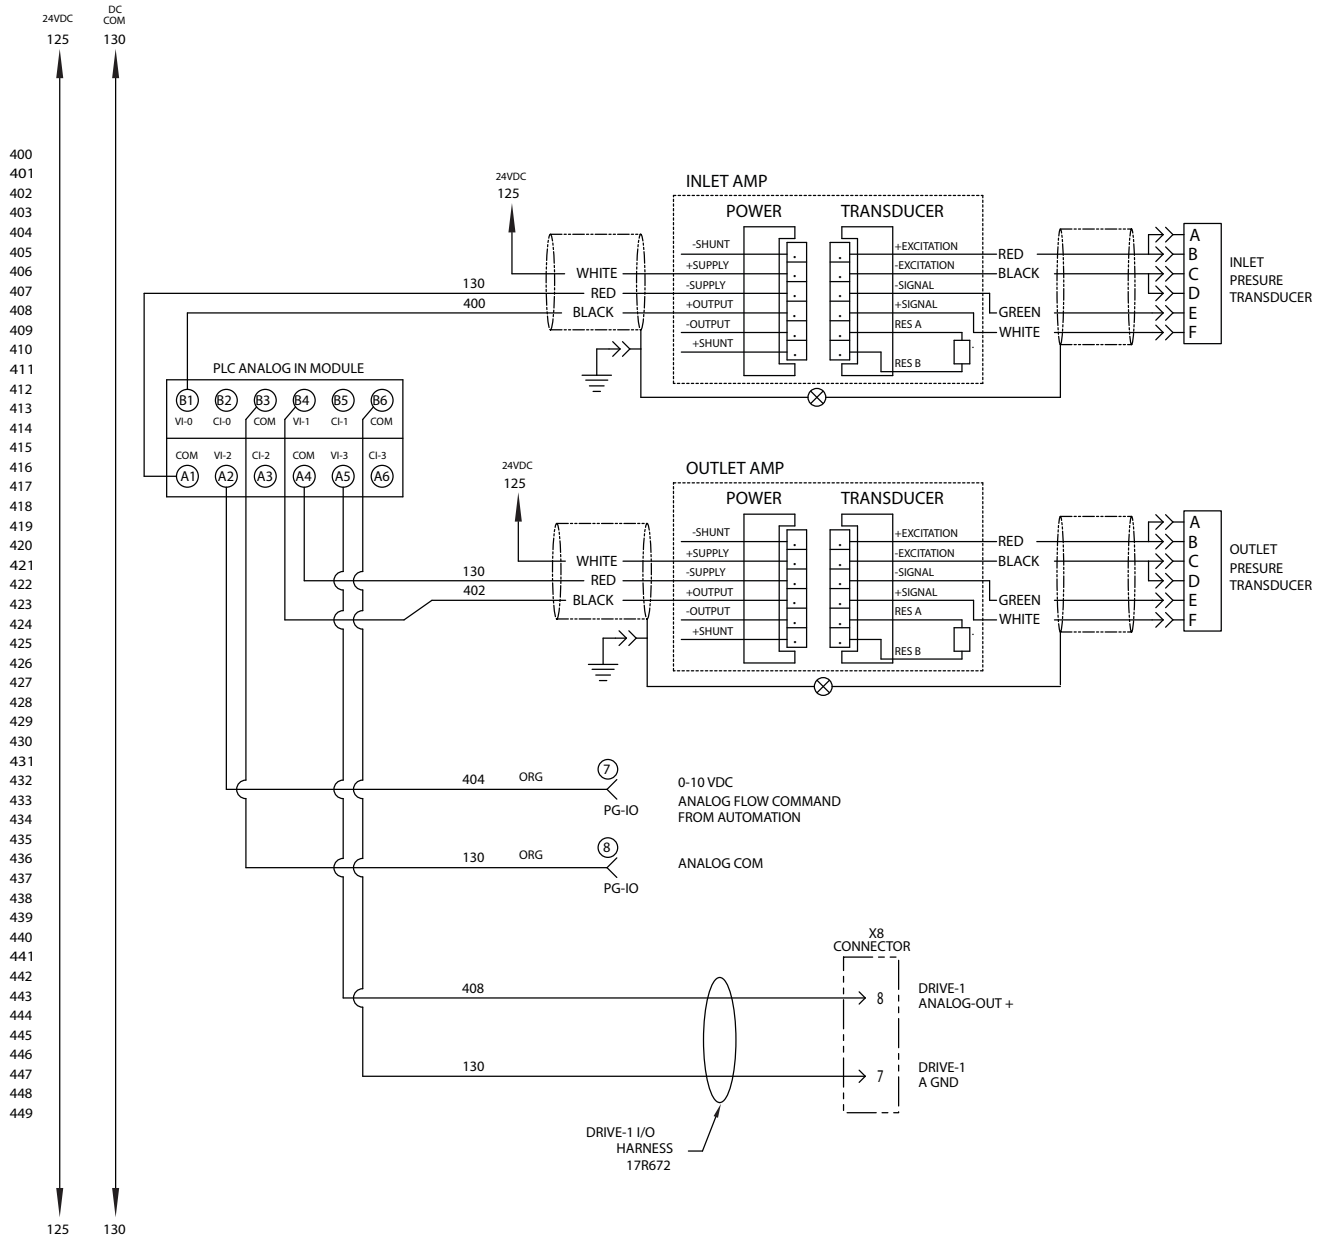 24VDC
125
DC
COM
130
400
401
402
403
404
405
406
407
408
409
410
411
412
413
414
415
416
417
418
419
420
421
422
423
424
425
426
427
428
429
430
431
432
433
434
435
436
437
438
439
440
441
442
443
444
445
446
447
448
449
125
130
24VDC
125
INLET AMP
POWER
TRANSDUCER
-SHUNT
+SUPPLY
-SUPPLY
+OUTPUT
-OUTPUT
+SHUNT
+EXCITATION
-EXCITATION
-SIGNAL
+SIGNAL
RES A
RES B
WHITE
RED
BLACK
130
400
RED
BLACK
GREEN
WHITE
A
B
C
D
E
F
INLET
PRESURE
TRANSDUCER
PLC ANALOG IN MODULE
B1 B2 B3 B4 B5 B6
VI-0 CI-0 COM VI-1 CI-1 COM
COM VI-2 CI-2 COM VI-3 CI-3
A1 A2 A3 A4 A5 A6
24VDC
125
OUTLET AMP
POWER
TRANSDUCER
-SHUNT
+SUPPLY
-SUPPLY
+OUTPUT
-OUTPUT
+SHUNT
+EXCITATION
-EXCITATION
-SIGNAL
+SIGNAL
RES A
RES B
WHITE
RED
BLACK
130
402
RED
BLACK
GREEN
WHITE
A
B
C
D
E
F
OUTLET
PRESURE
TRANSDUCER
404 ORG
7
PG-IO
0-10 VDC
ANALOG FLOW COMMAND
FROM AUTOMATION
130 ORG
8
PG-IO
ANALOG COM
X8
CONNECTOR
408
8
DRIVE-1
ANALOG-OUT +
130
7
DRIVE-1
A GND
DRIVE-1 I/O
HARNESS
17R672